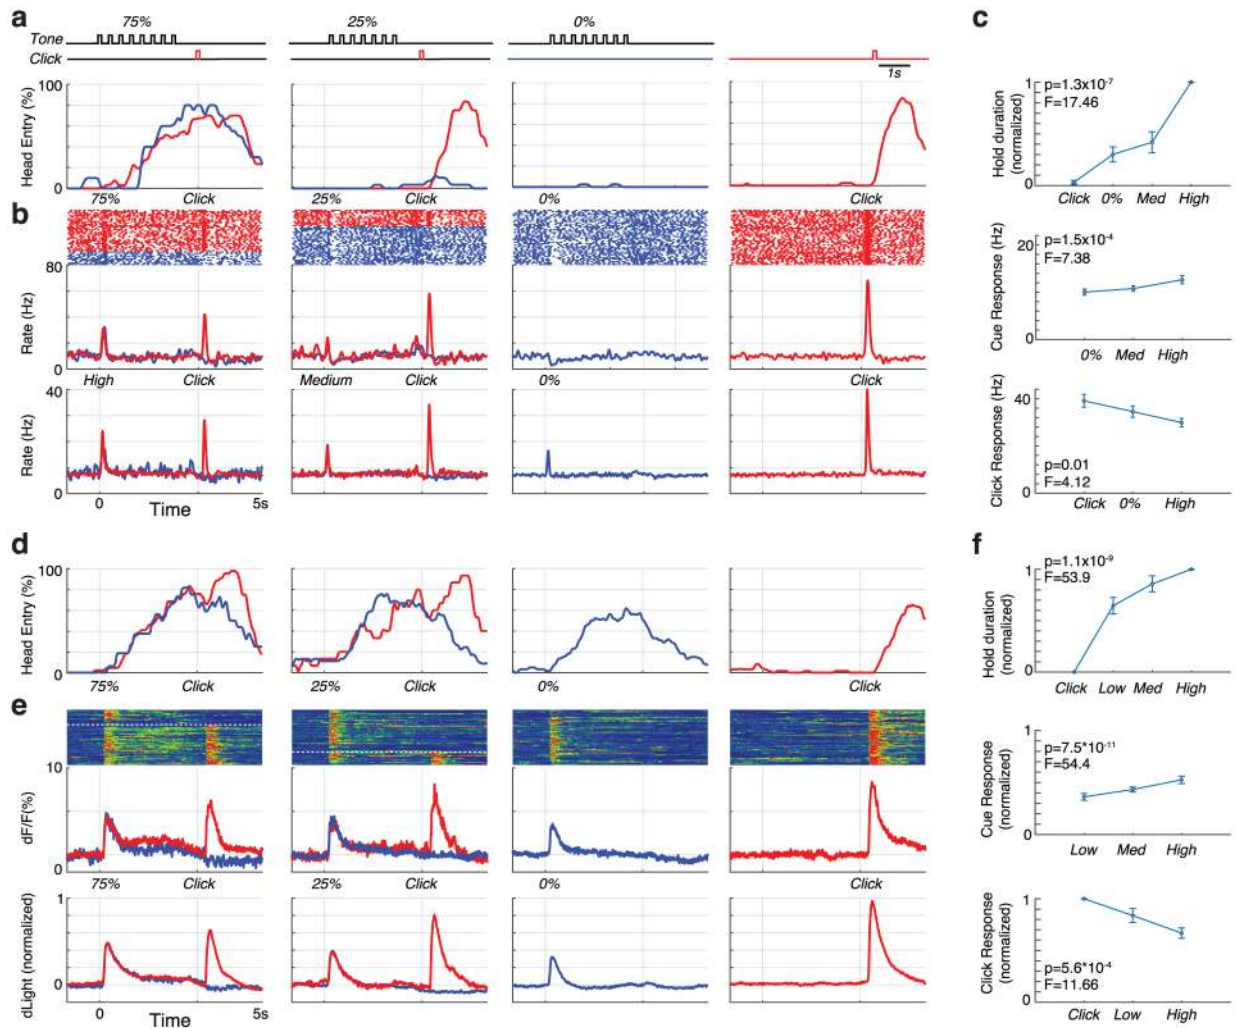 a
75% 25% 0%
Tone
Click
1s
Head Entry (%)
100
0
75% Click 25% Click 0% Click
b
80
Rate (Hz)
0
High Click Medium Click 0% Click
40
Rate (Hz)
0
0 Time 5s
c
Hold duration
(normalized)
1
0
p=1.3x10-7
F=17.46
Click 0% Med High
Cue Response (Hz)
20
0
p=1.5x10-4
F=7.38
0% Med High
Click Response (Hz)
40
0
p=0.01
F=4.12
Click 0% High
d
Head Entry (%)
100
0
75% Click 25% Click 0% Click
e
10
dF/F(%)
0
75% Click 25% Click 0% Click
dLight (normalized)
1
0
0 Time 5s
f
Hold duration
(normalized)
1
0
p=1.1x10-9
F=53.9
Click Low Med High
Cue Response
(normalized)
1
0
p=7.5*10-11
F=54.4
Low Med High
Click Response
(normalized)
1
0
p=5.6*10-4
F=11.66
Click Low High